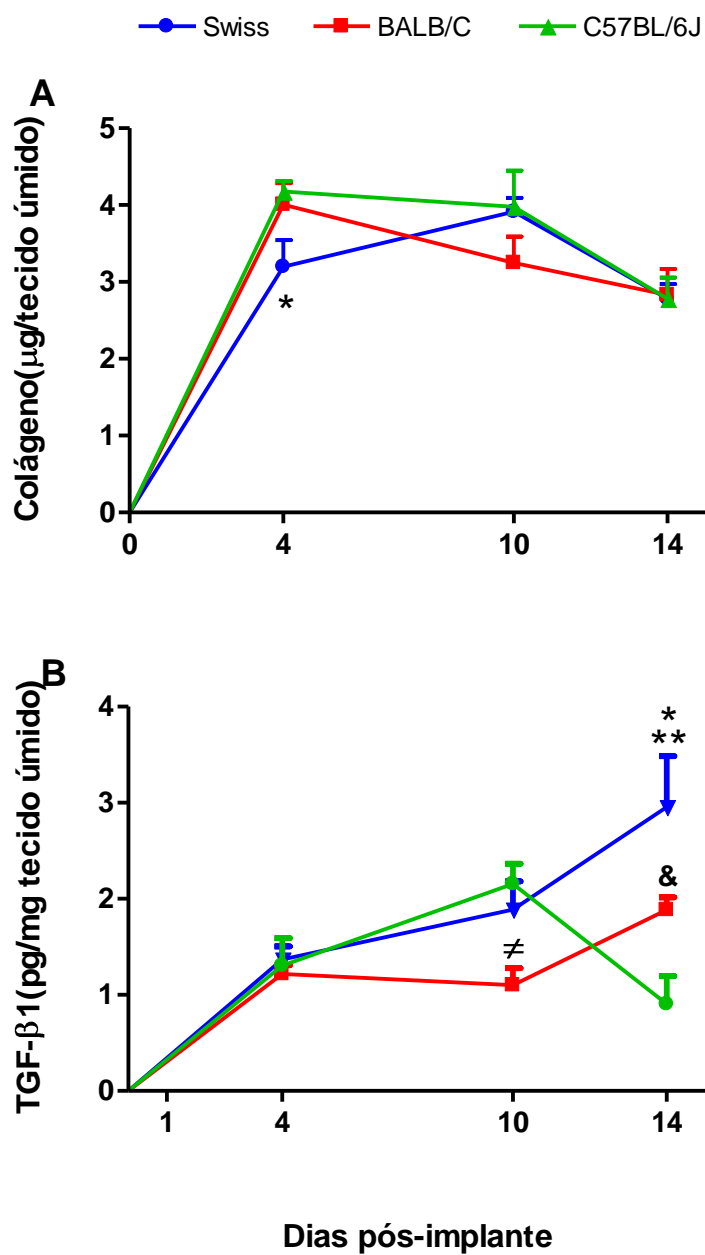 Swiss BALB/C C57BL/6J
A
Colágeno(μg/tecido úmido)
5
4
3
2
1
0
*
0 4 10 14
B
TGF-β1(pg/mg tecido úmido)
4
3
2
1
0
*
**
&
≠
1 4 10 14
Dias pós-implante